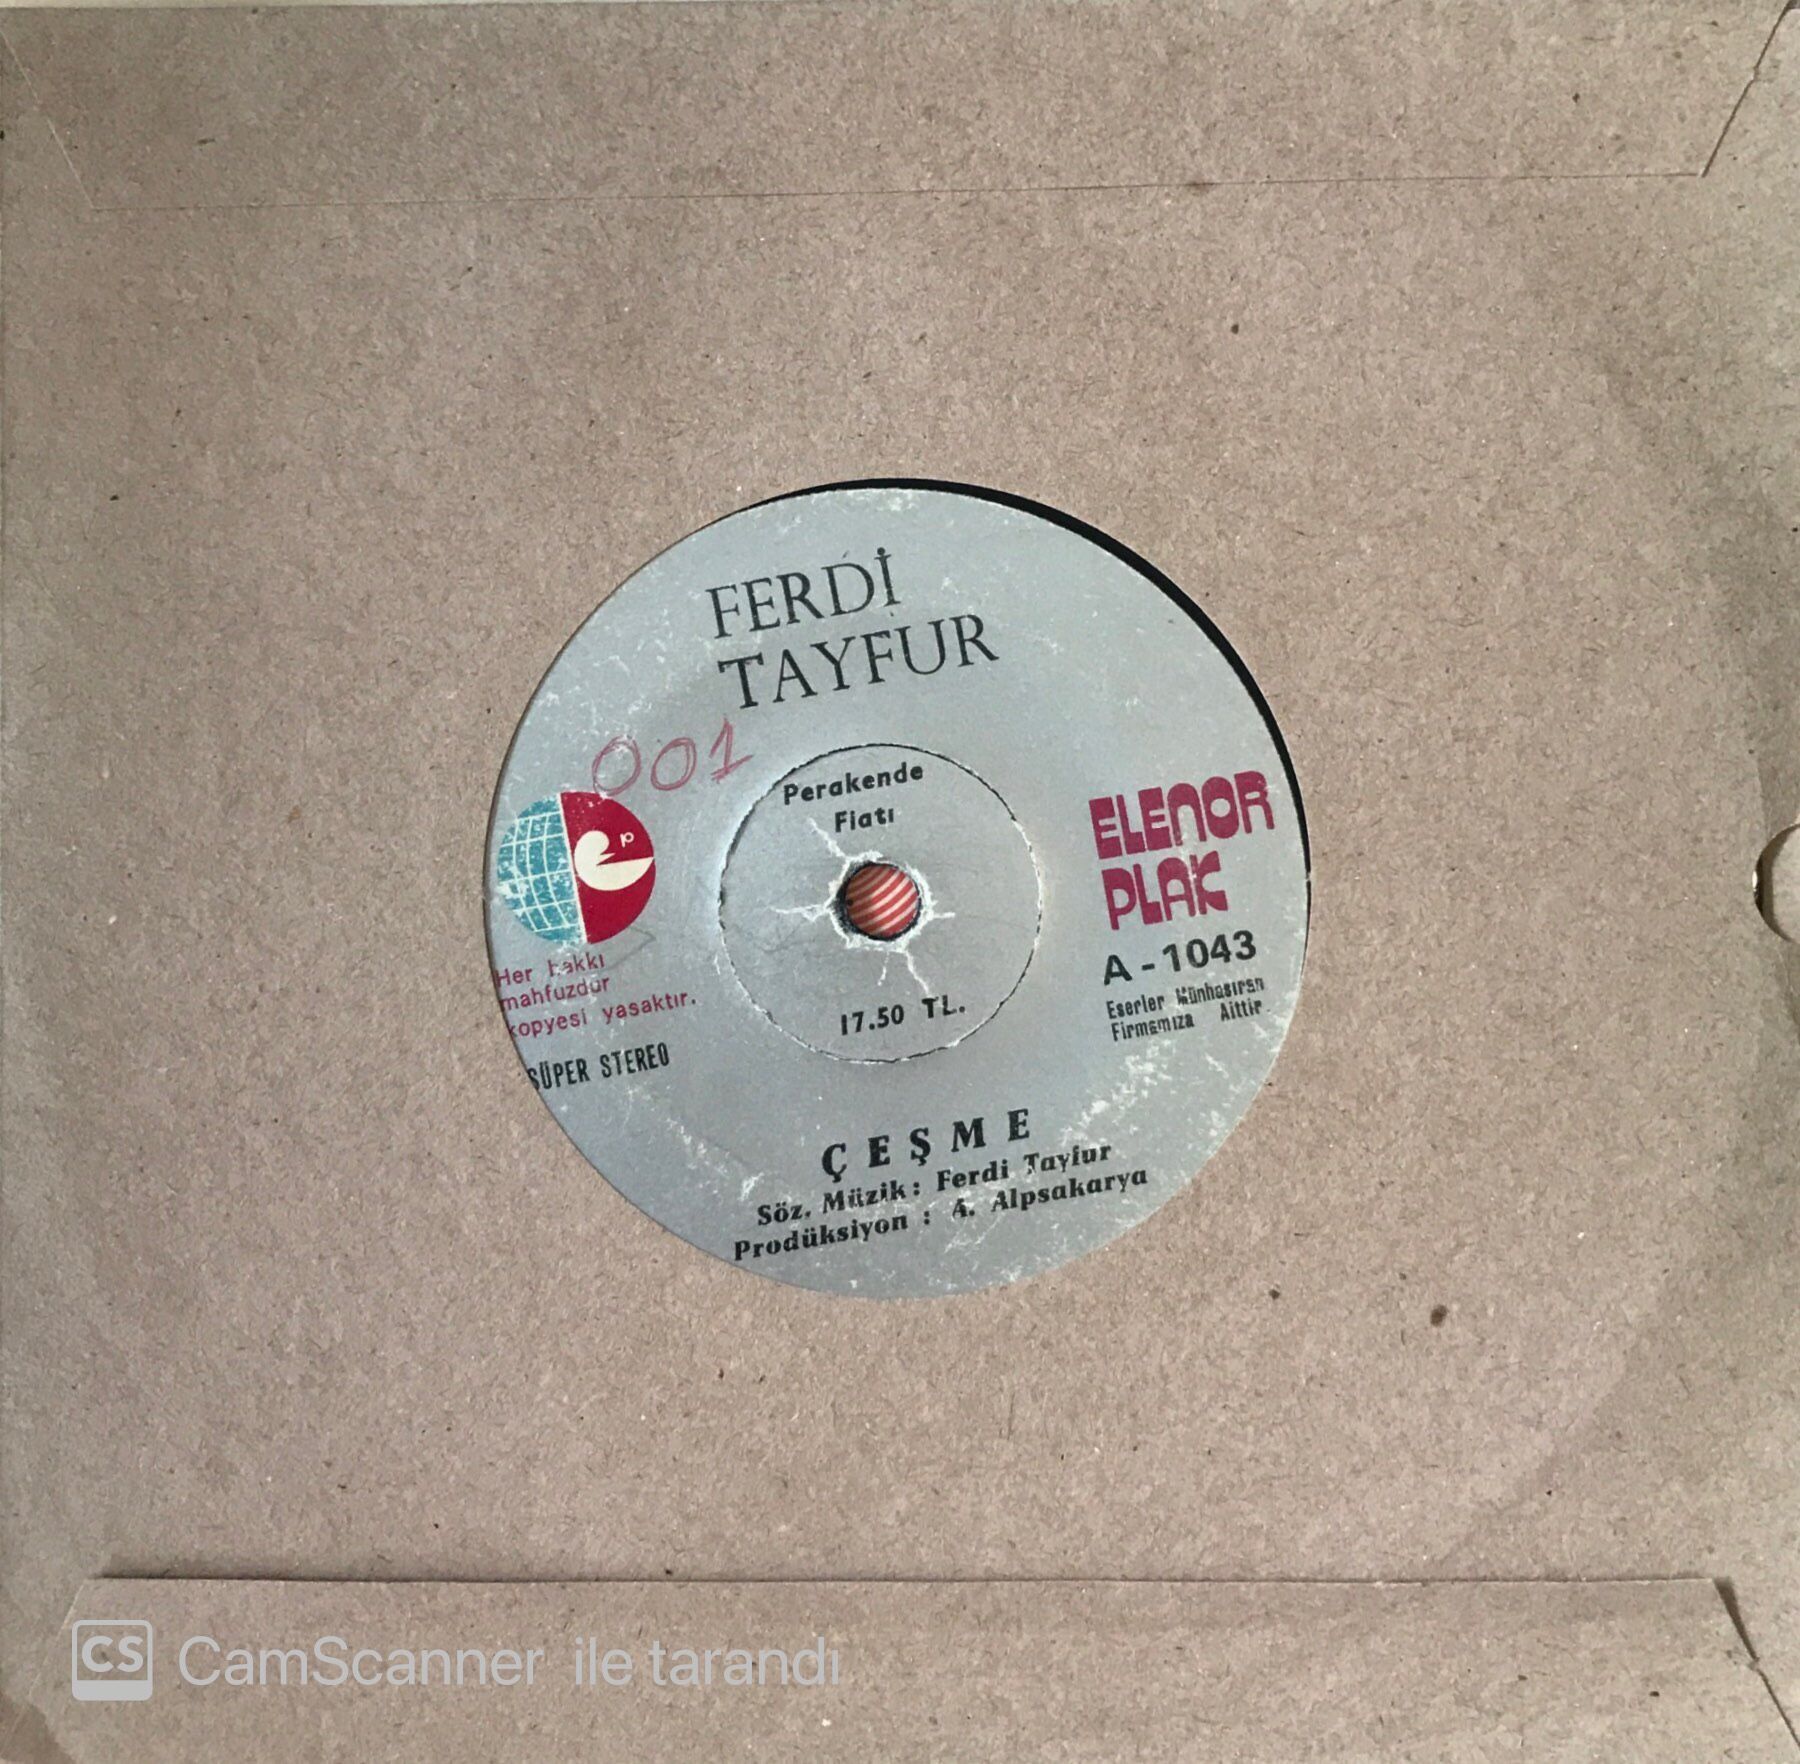 FERDİ
TAYFUR
001
Perakende
Fiatı
P
ELENOR
PLAK
A - 1043
Eserler Münhasıran
Firmamıza Aittir
Her hakkı
mahfuzdur
kopyesi yasaktır.
SÜPER STEREO
17.50 TL.
ÇEŞME
Söz. Müzik: Ferdi Tayfur
Prodüksiyon : A. Alpsakarya
CS CamScanner ile tarandı